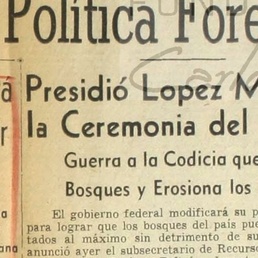 Política Fore
Presidió Lopez M
la Ceremonia del
Guerra a la Codicia que
Bosques y Erosiona los
El gobierno federal modificará su p
para lograr que los bosques del país pue
tados al máximo sin detrimento de su
anunció ayer el subsecretario de Recurso